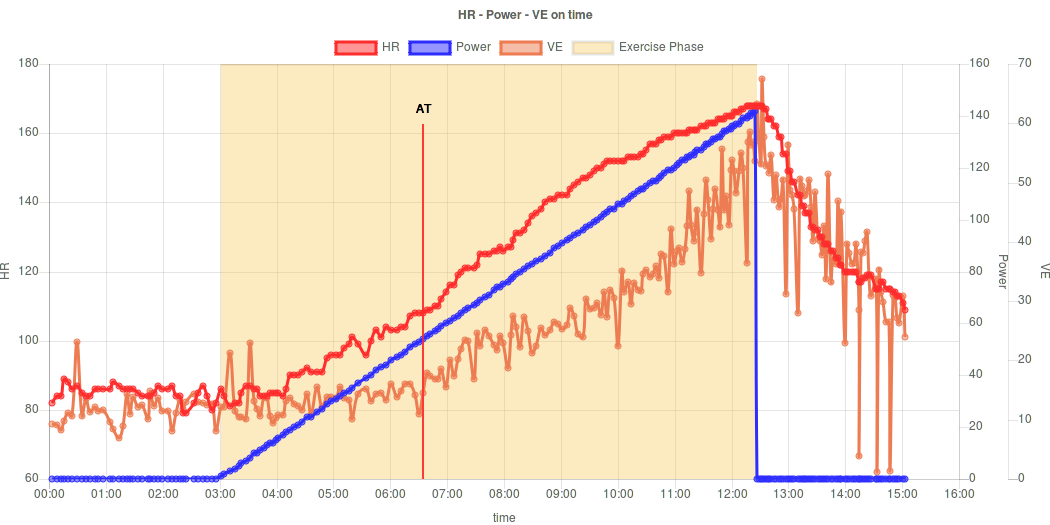 HR - Power - VE on time
HR Power VE Exercise Phase
180 160 70
160 140 60
140 120 50
120 100 40
100 80 30
80 60 20
60 40 10
20 0
0
AT
HR
Power
VE
00:00 01:00 02:00 03:00 04:00 05:00 06:00 07:00 08:00 09:00 10:00 11:00 12:00 13:00 14:00 15:00 16:00
time